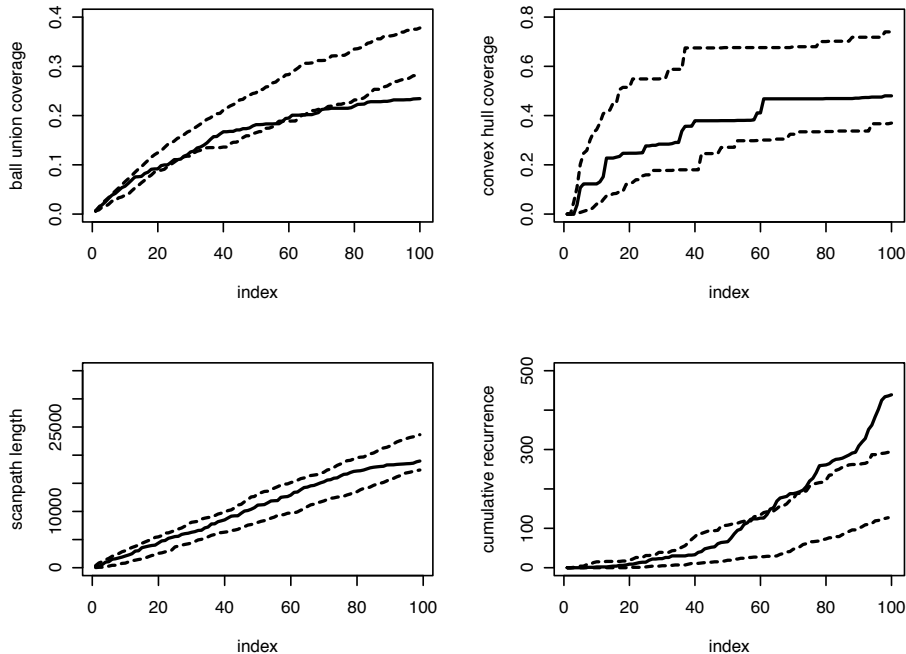 ball union coverage
0.0 0.1 0.2 0.3 0.4
0 20 40 60 80 100
index
convex hull coverage
0.0 0.2 0.4 0.6 0.8
0 20 40 60 80 100
index
scanpath length
0 10000 25000
0 20 40 60 80 100
index
cumulative recurrence
0 100 300 500
0 20 40 60 80 100
index